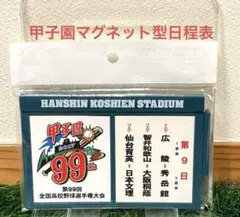 甲子園マグネット型日程表
HANSHIN KOSHIEN STADIUM
甲子園
99
第99回
全国高校野球選手権大会
第9日
広陵－秀岳館
智弁和歌山－大阪桐蔭
仙台育英－日本文理